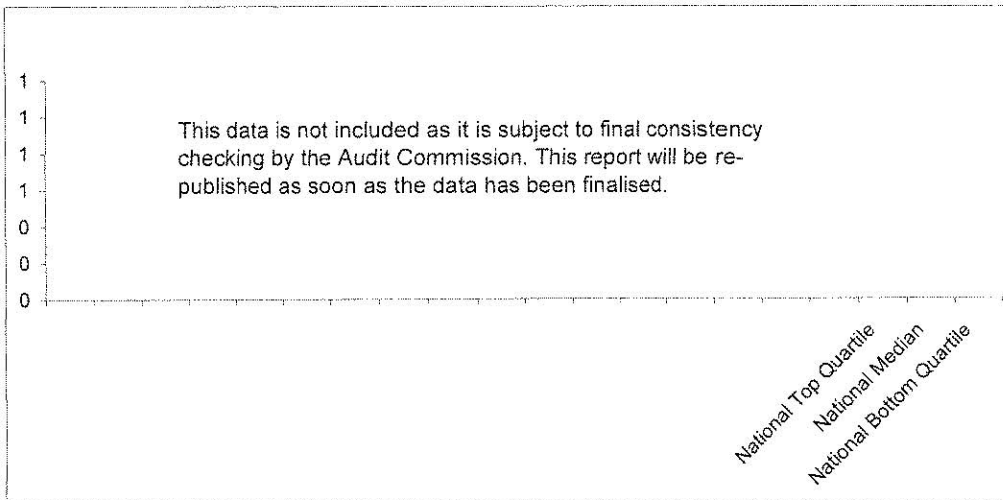 1
1
1
1
0
0
0
This data is not included as it is subject to final consistency
checking by the Audit Commission. This report will be re-
published as soon as the data has been finalised.
National Top Quartile
National Median
National Bottom Quartile